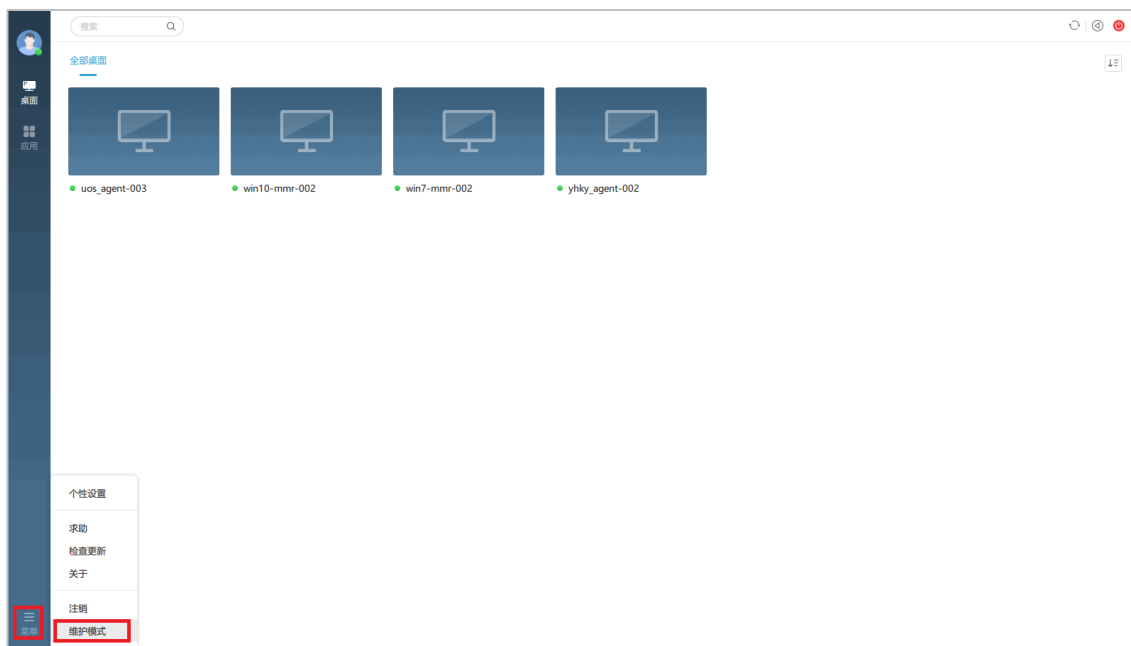 搜索
全部桌面
桌面
应用
uos_agent-003
win10-mmr-002
win7-mmr-002
yhky_agent-002
个性设置
求助
检查更新
关于
注销
维护模式
菜单